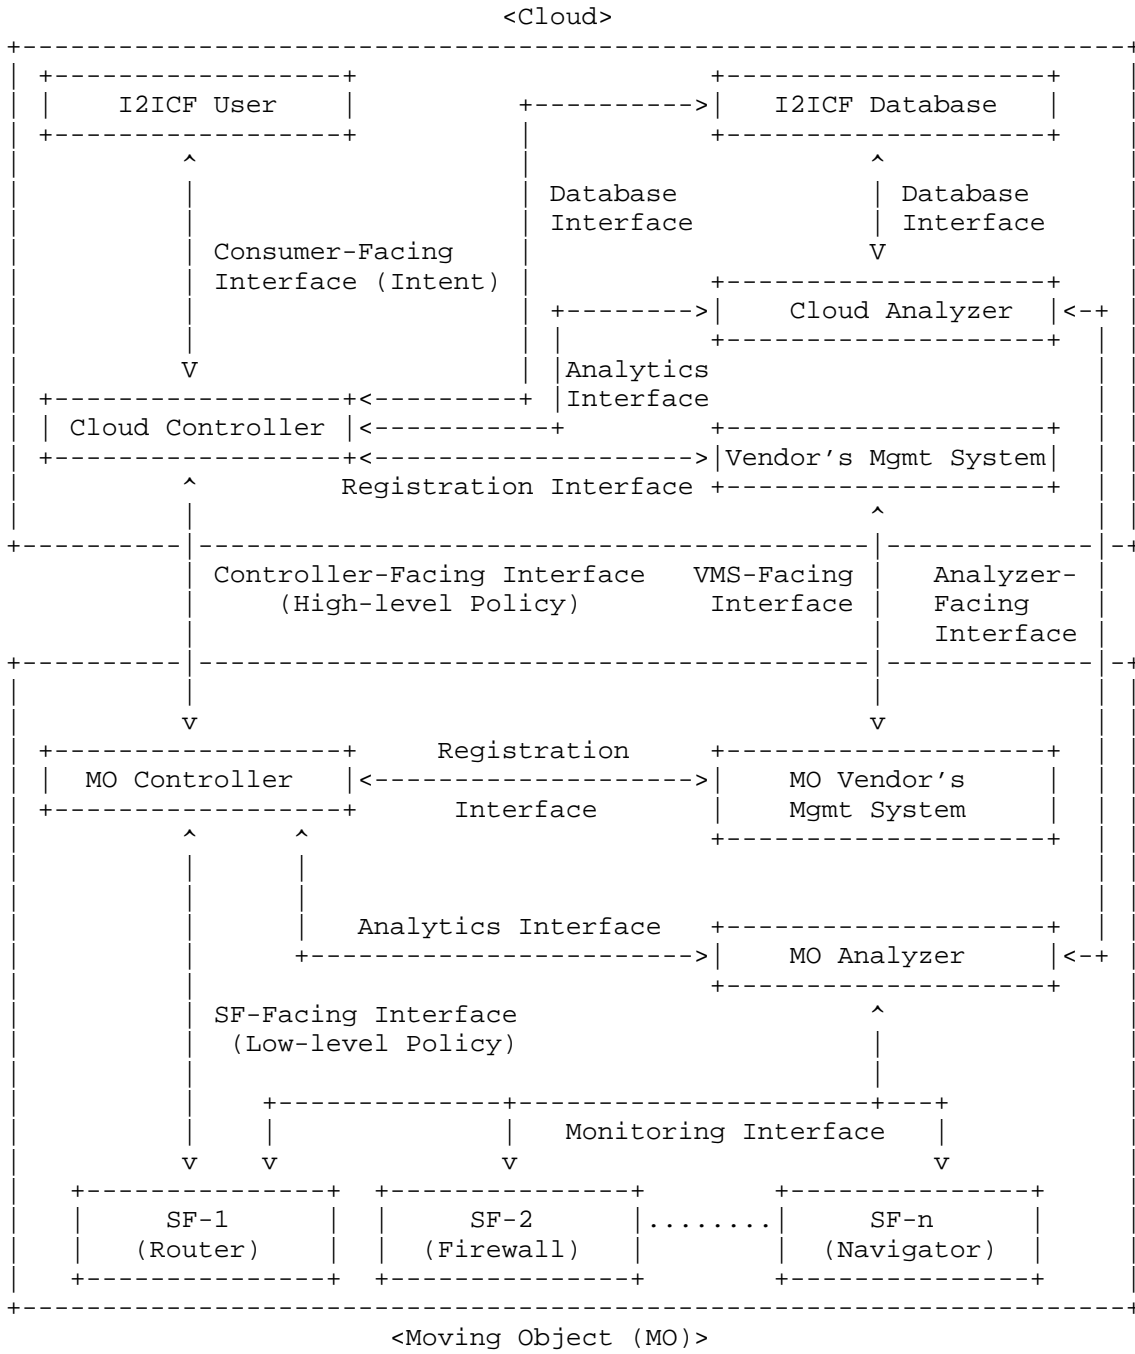 <Cloud>
I2ICF User
I2ICF Database
Database Interface
Database Interface
Consumer-Facing
Interface (Intent)
Cloud Analyzer
Analytics
Interface
Cloud Controller
Vendor's Mgmt System
Registration Interface
Controller-Facing Interface
(High-level Policy)
VMS-Facing
Interface
Analyzer-
Facing
Interface
Registration
Interface
MO Controller
MO Vendor's
Mgmt System
Analytics Interface
MO Analyzer
SF-Facing Interface
(Low-level Policy)
Monitoring Interface
SF-1
(Router)
SF-2
(Firewall)
........
SF-n
(Navigator)
<Moving Object (MO)>